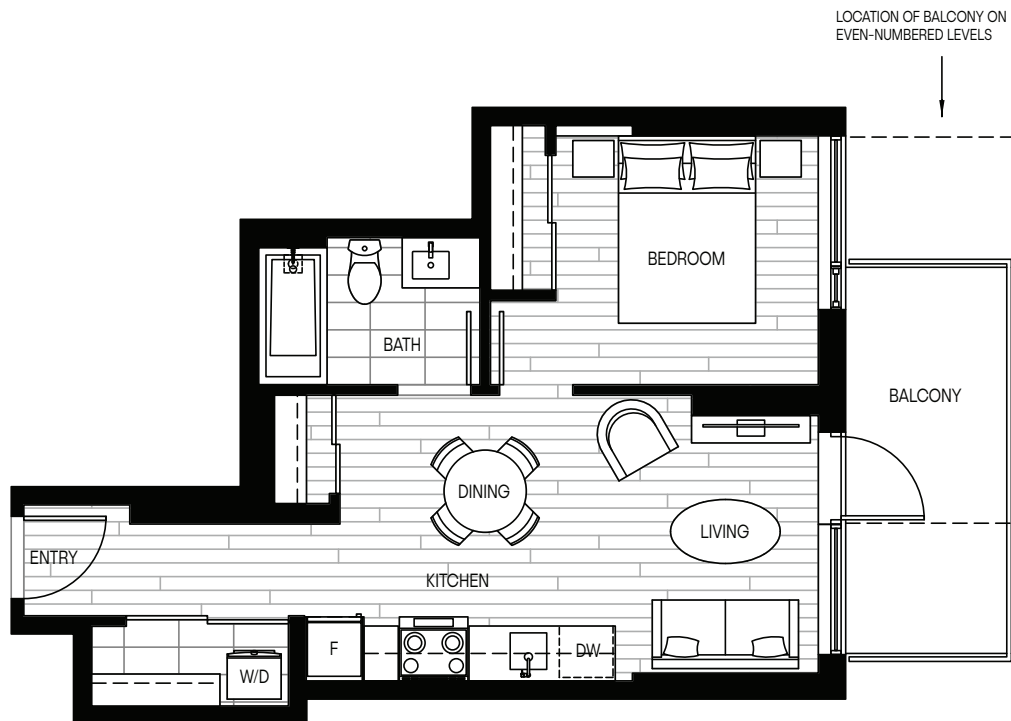 LOCATION OF BALCONY ON
EVEN-NUMBERED LEVELS
BEDROOM
BATH
BALCONY
DINING
LIVING
ENTRY
KITCHEN
F
DW
W/D